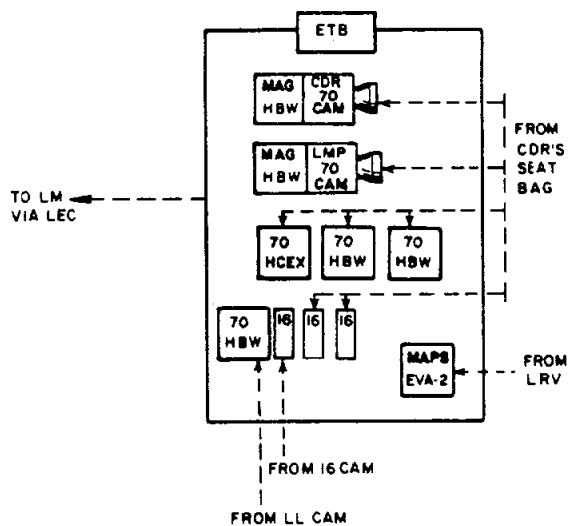 ETB
MAG
HBW
CDR
70
CAM
MAG
HBW
LMP
70
CAM
FROM
CDR'S
SEAT
BAG
TO LM
VIA LEC
70
HCEX
70
HBW
70
HBW
70
HBW
16
16
16
MAPS
EVA-2
FROM
LRV
FROM 16 CAM
FROM LL CAM